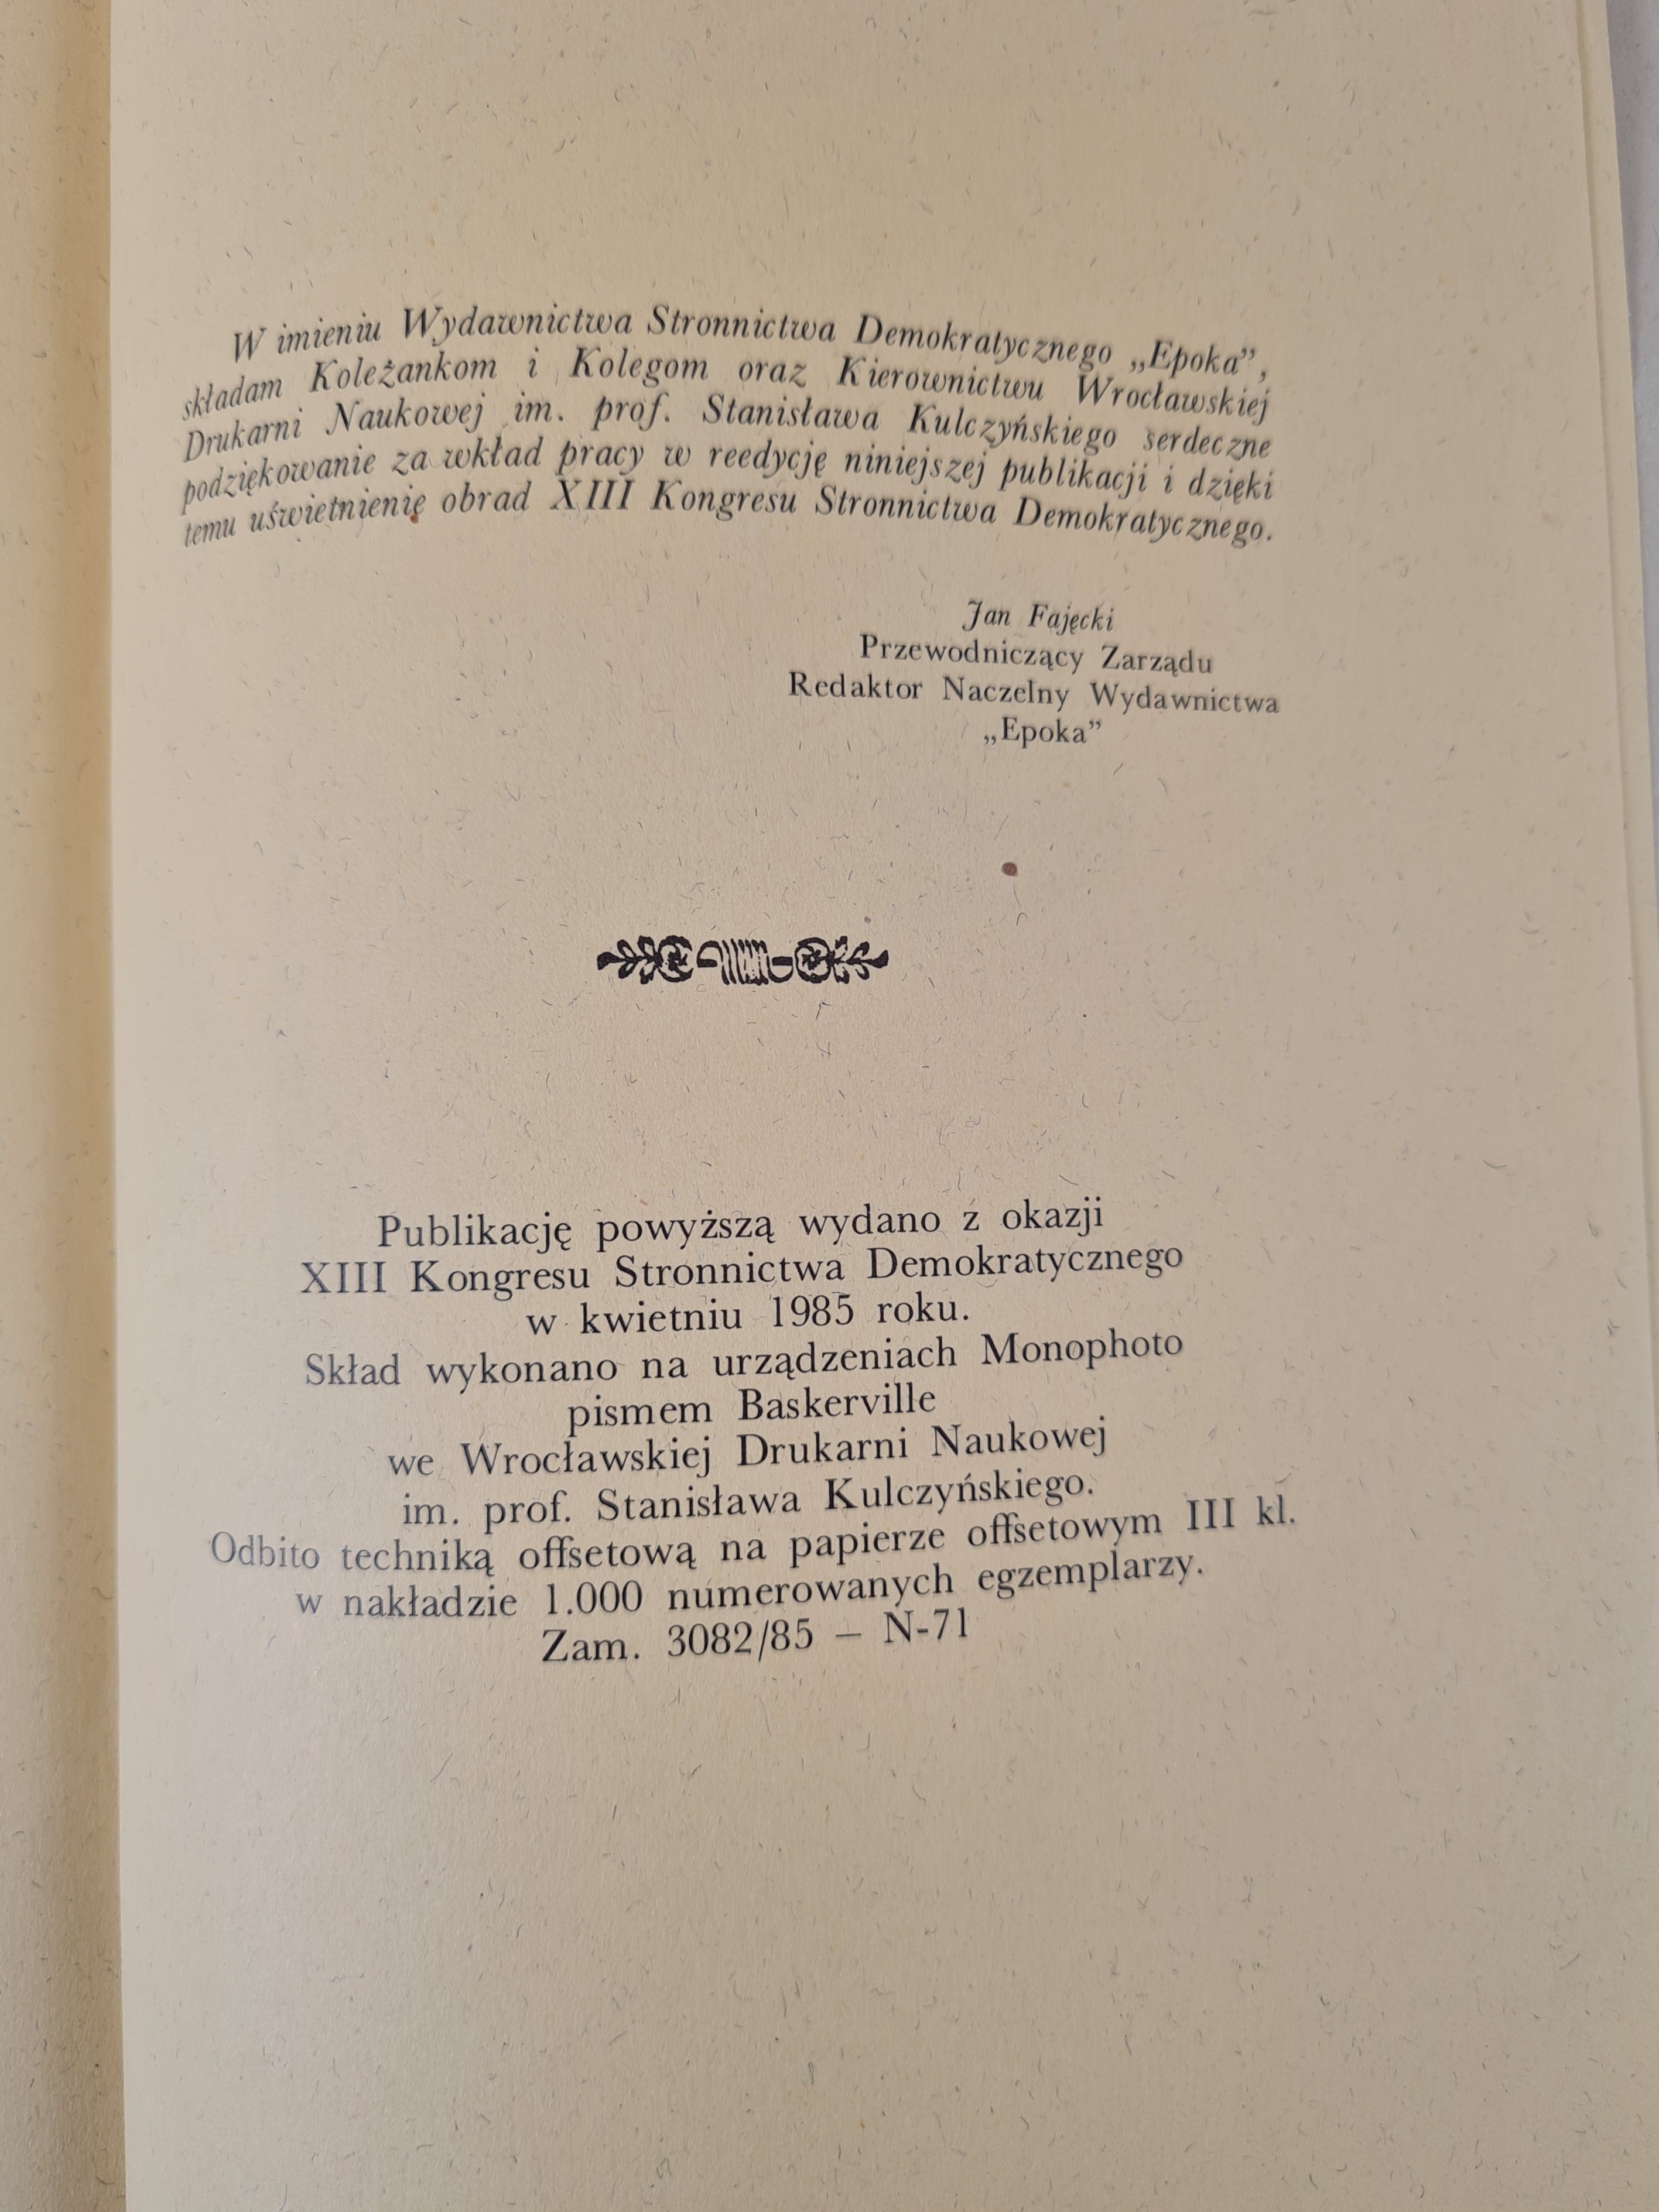 W imieniu Wydawnictwa Stronnictwa Demokratycznego „Epoka”,
składam Koleżankom i Kolegom oraz Kierownictwu Wrocławskiej
Drukarni Naukowej im. prof. Stanisława Kulczyńskiego serdeczne
podziękowanie za wkład pracy w reedycję niniejszej publikacji i dzięki
temu uświetnienie obrad XIII Kongresu Stronnictwa Demokratycznego.
Jan Fajęcki
Przewodniczący Zarządu
Redaktor Naczelny Wydawnictwa
„Epoka”
Publikację powyższą wydano z okazji
XIII Kongresu Stronnictwa Demokratycznego
w kwietniu 1985 roku.
Skład wykonano na urządzeniach Monophoto
pismem Baskerville
we Wrocławskiej Drukarni Naukowej
im. prof. Stanisława Kulczyńskiego.
Odbito techniką offsetową na papierze offsetowym III kl.
w nakładzie 1.000 numerowanych egzemplarzy.
Zam. 3082/85 – N-71